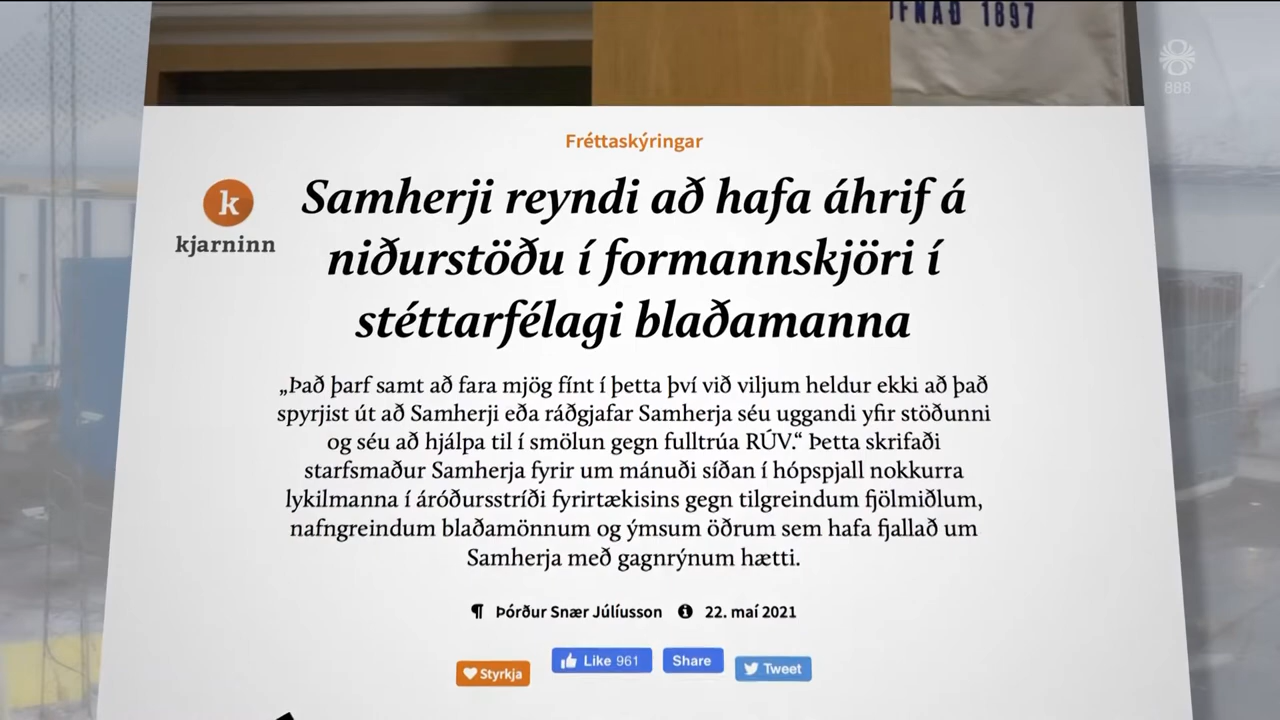 1897
888
Fréttaskýringar
k
kjarninn
Samherji reyndi að hafa áhrif á
niðurstöðu í formannskjöri í
stéttarfélagi blaðamanna
„Það þarf samt að fara mjög fínt í þetta því við viljum heldur ekki að það
spyrjist út að Samherji eða ráðgjafar Samherja séu uggandi yfir stöðunni
og séu að hjálpa til í smölun gegn fulltrúa RÚV.“ Þetta skrifaði
starfsmaður Samherja fyrir um mánuði síðan í hópspjall nokkurra
lykilmanna í áróðursstríði fyrirtækisins gegn tilgreindum fjölmiðlum,
nafngreindum blaðamönnum og ýmsum öðrum sem hafa fjallað um
Samherja með gagnrýnum hætti.
Þórður Snær Júlíusson 22. maí 2021
Styrkja Like 961 Share Tweet